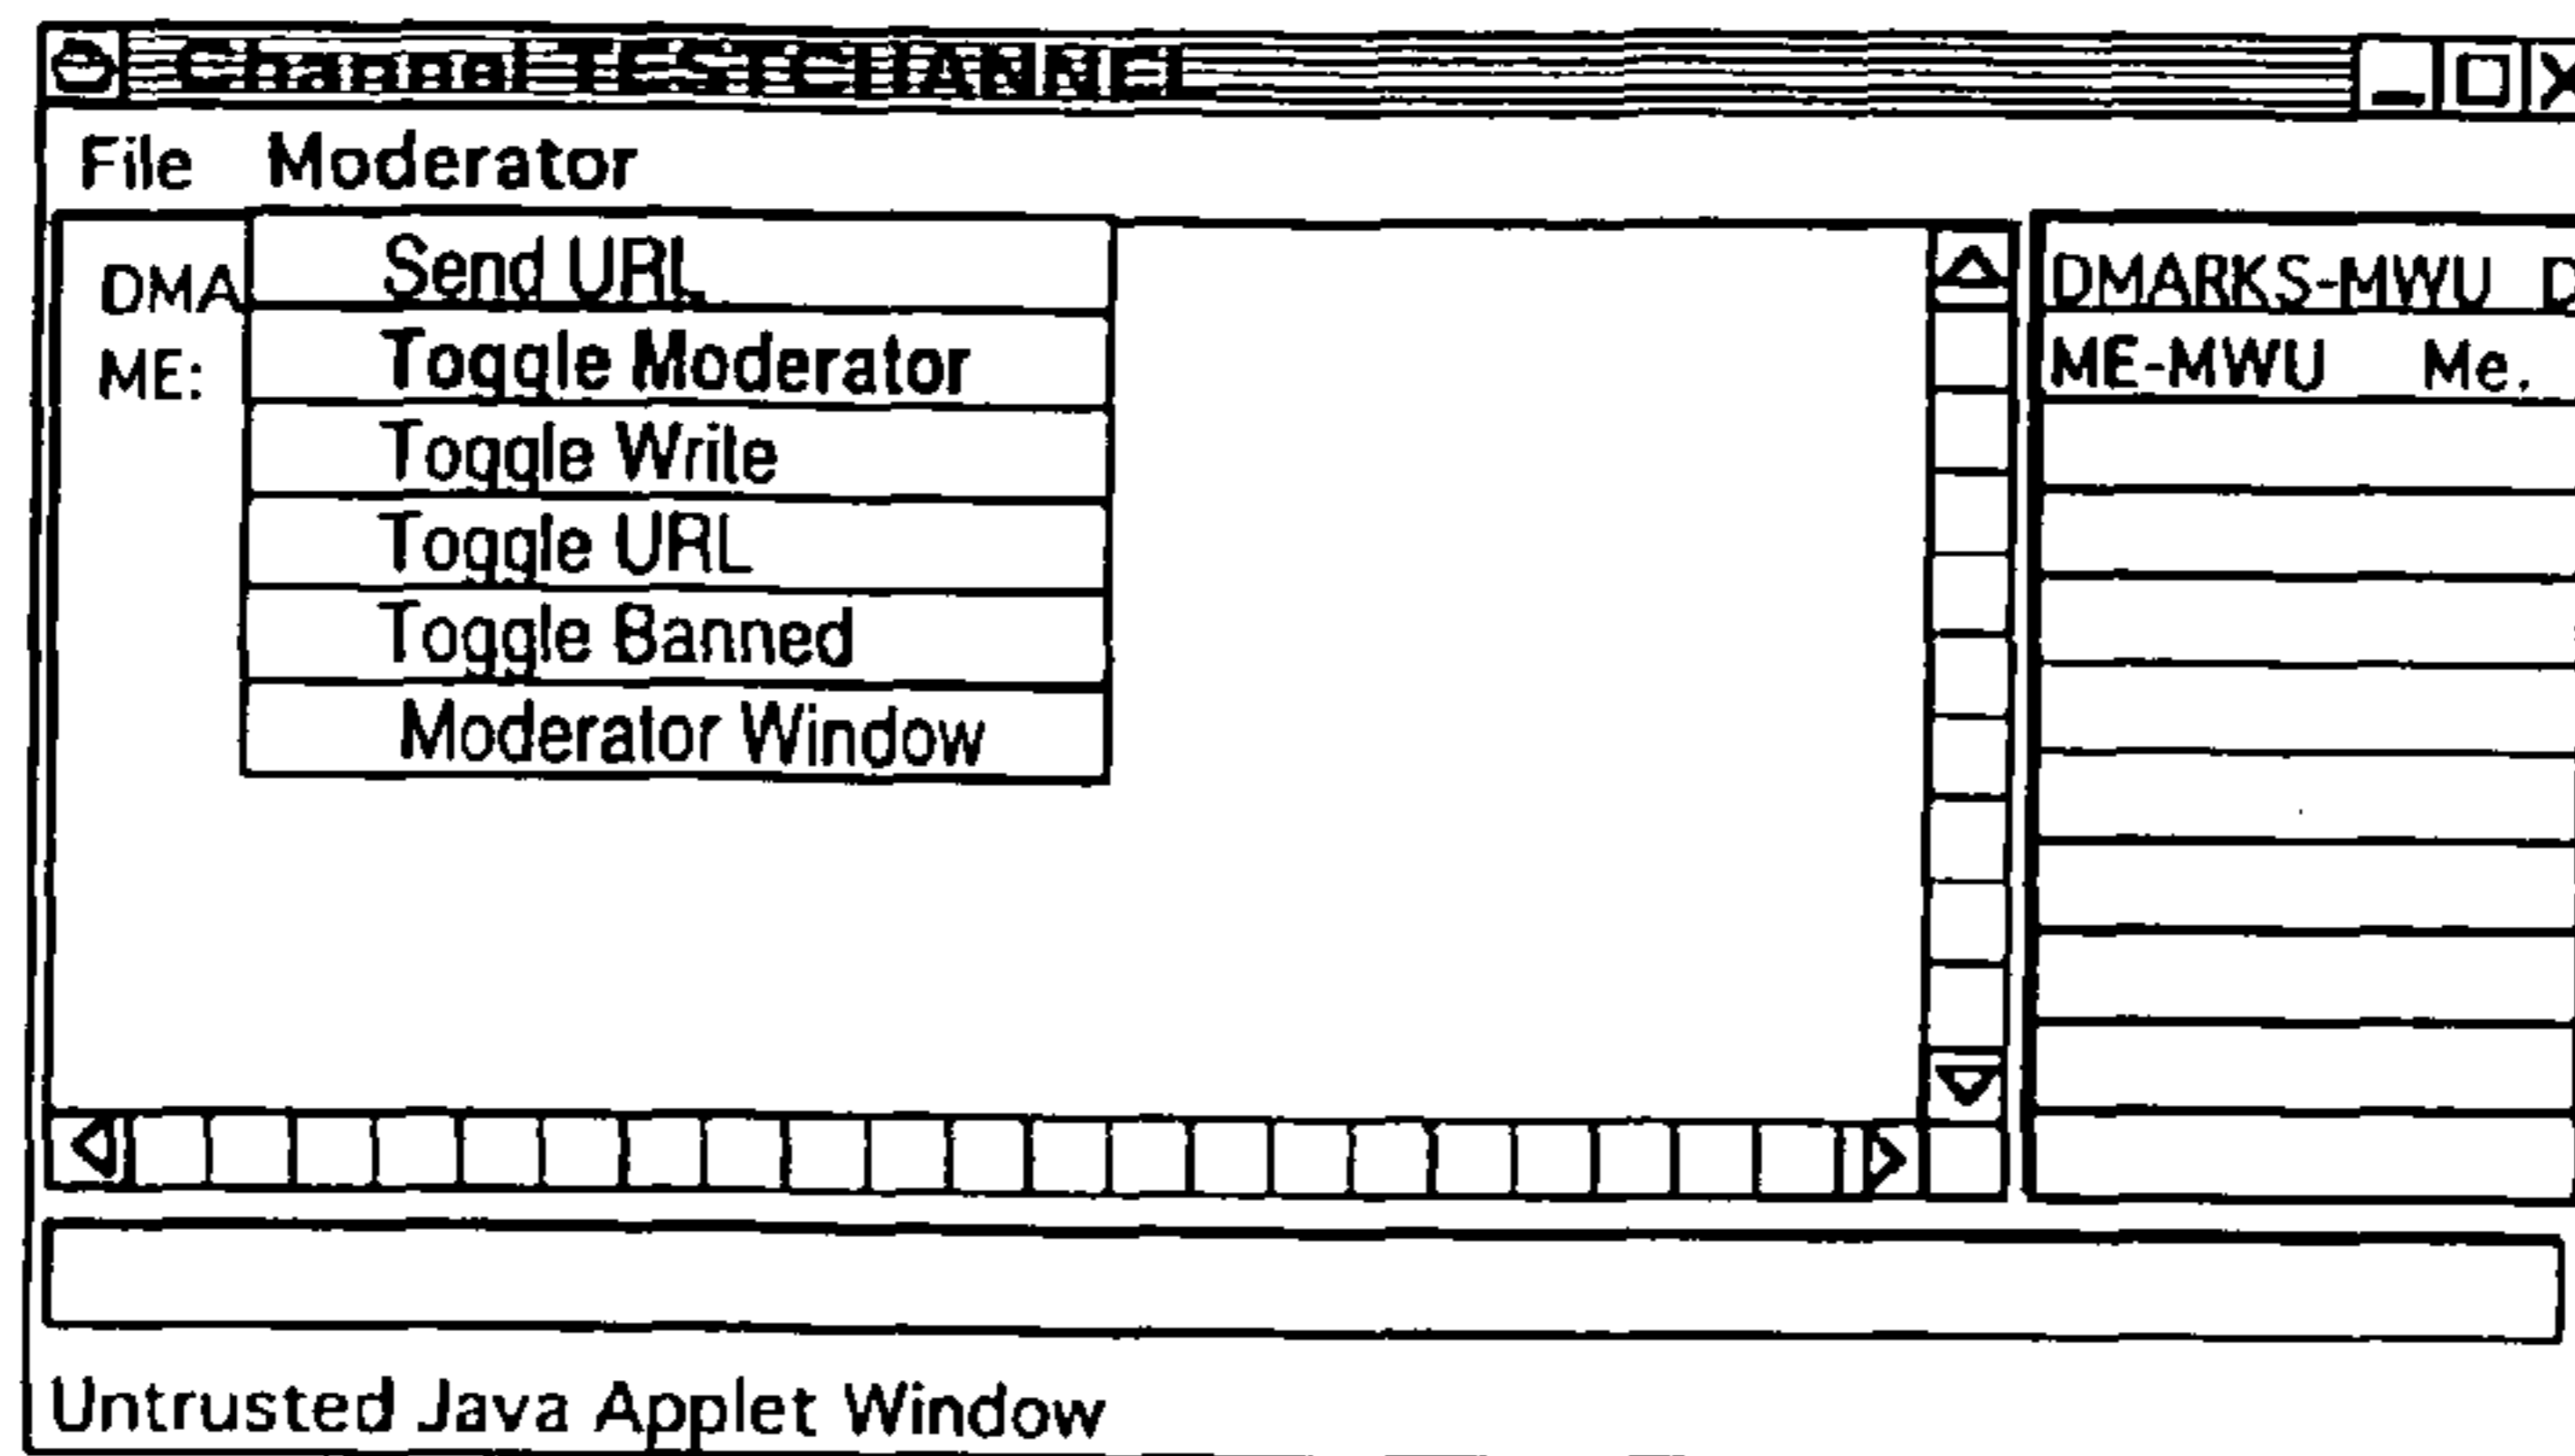 Channel TESTCHANNEL
File Moderator
Send URL
Toggle Moderator
Toggle Write
Toggle URL
Toggle Banned
Moderator Window
DMA
ME:
DMARKS-MWU D
ME-MWU Me.
Untrusted Java Applet Window